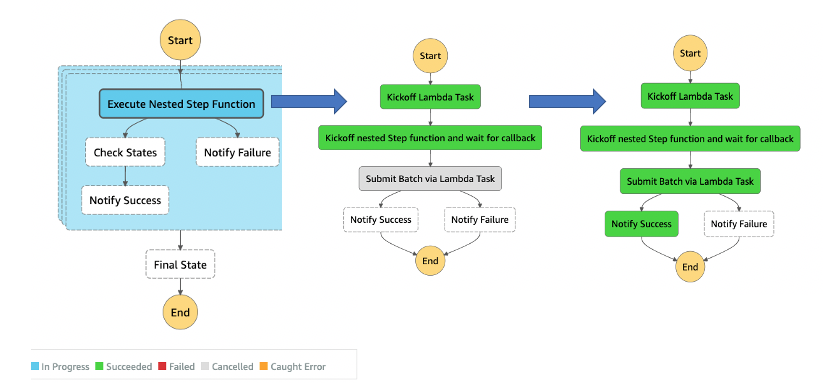 Start
Execute Nested Step Function
Check States
Notify Failure
Notify Success
Final State
End
Start
Kickoff Lambda Task
Kickoff nested Step function and wait for callback
Submit Batch via Lambda Task
Notify Success
Notify Failure
End
Start
Kickoff Lambda Task
Kickoff nested Step function and wait for callback
Submit Batch via Lambda Task
Notify Success
Notify Failure
End
In Progress
Succeeded
Failed
Cancelled
Caught Error